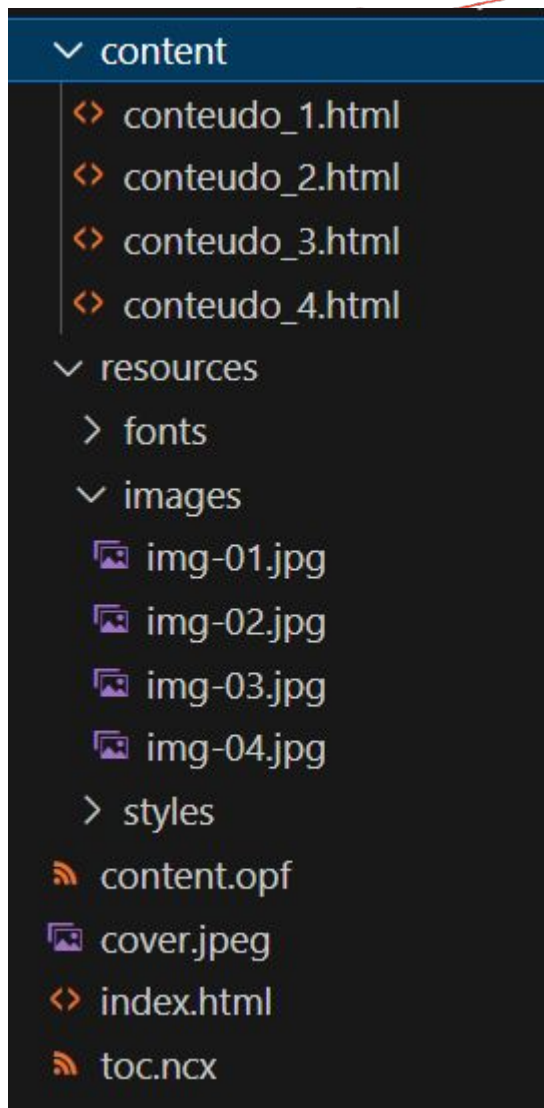 content
conteudo_1.html
conteudo_2.html
conteudo_3.html
conteudo_4.html
resources
fonts
images
img-01.jpg
img-02.jpg
img-03.jpg
img-04.jpg
styles
content.opf
cover.jpeg
index.html
toc.ncx